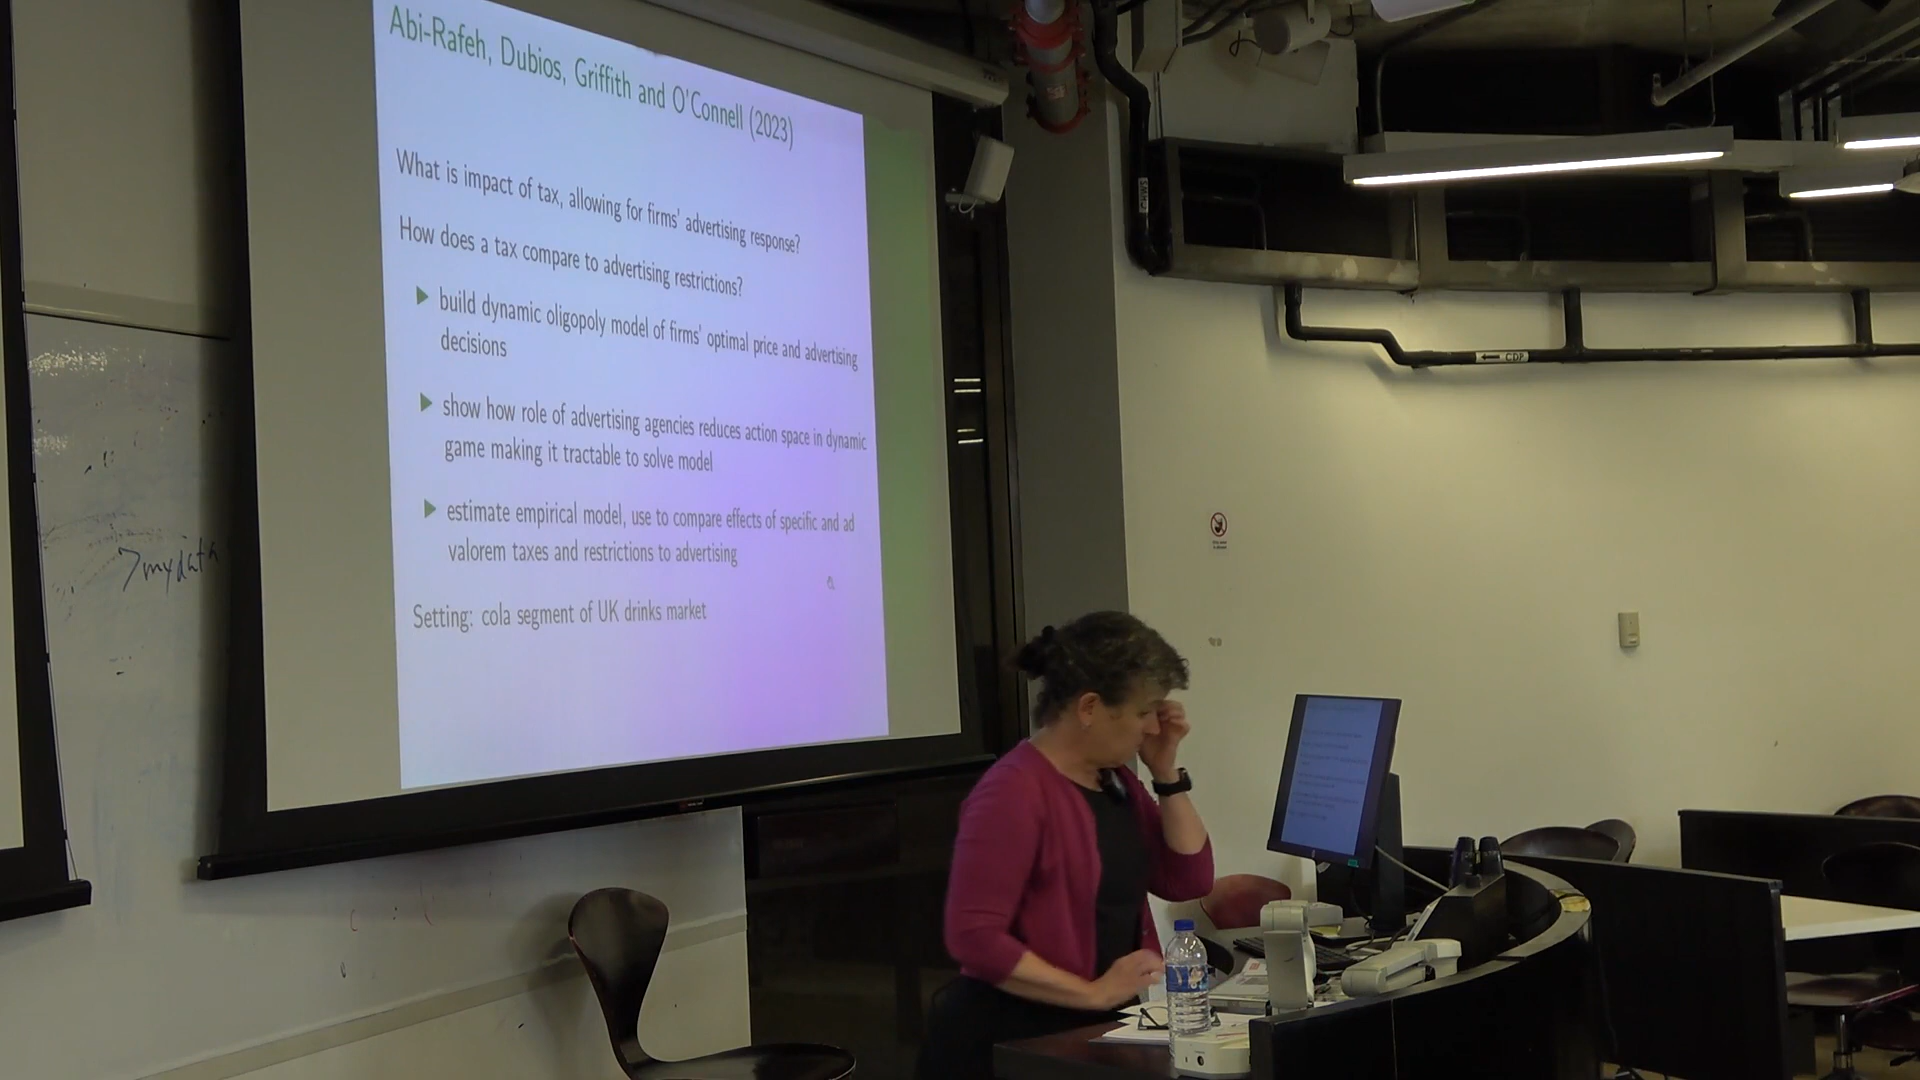 Abi-Rafeh, Dubios, Griffith and O'Connell (2023)
What is impact of tax, allowing for firms' advertising response?
How does a tax compare to advertising restrictions?
build dynamic oligopoly model of firms' optimal price and advertising
decisions
show how role of advertising agencies reduces action space in dynamic
game making it tractable to solve model
estimate empirical model, use to compare effects of specific and ad
valorem taxes and restrictions to advertising
Setting: cola segment of UK drinks market
>mydata
CHWS
CDP